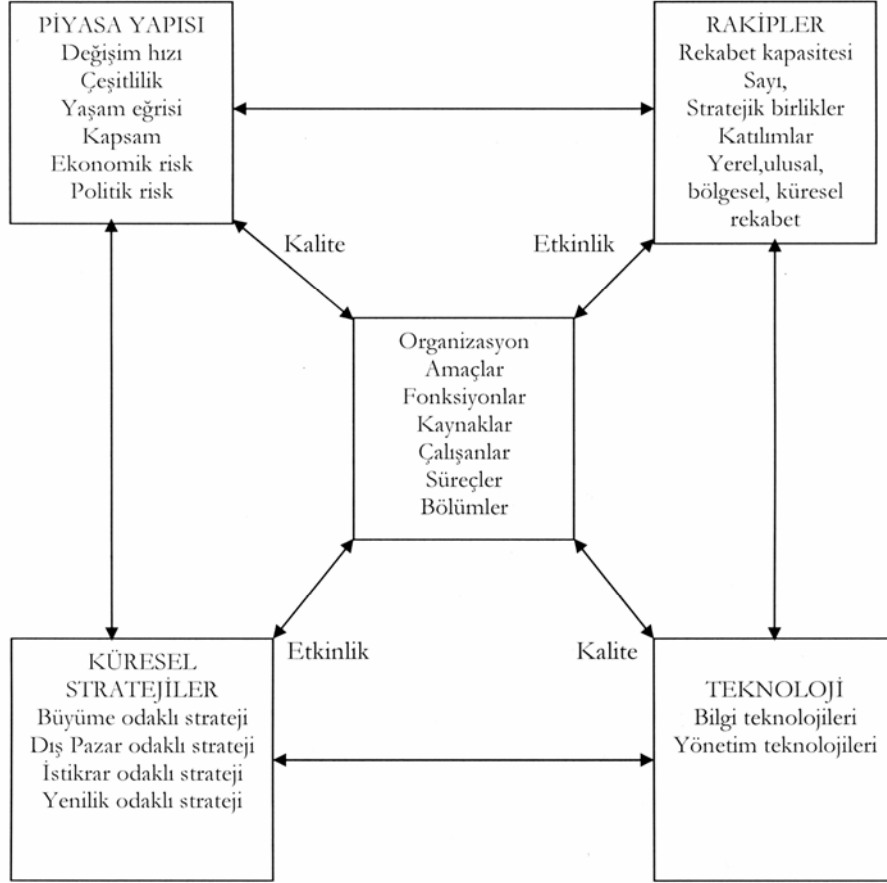 PİYASA YAPISI
Değişim hızı
Çeşitlilik
Yaşam eğrisi
Kapsam
Ekonomik risk
Politik risk
RAKİPLER
Rekabet kapasitesi
Sayı,
Stratejik birlikler
Katılımlar
Yerel,ulusal,
bölgesel, küresel
rekabet
Kalite
Etkinlik
Organizasyon
Amaçlar
Fonksiyonlar
Kaynaklar
Çalışanlar
Süreçler
Bölümler
Etkinlik
Kalite
KÜRESEL
STRATEJİLER
Büyüme odaklı strateji
Dış Pazar odaklı strateji
İstikrar odaklı strateji
Yenilik odaklı strateji
TEKNOLOJİ
Bilgi teknolojileri
Yönetim teknolojileri